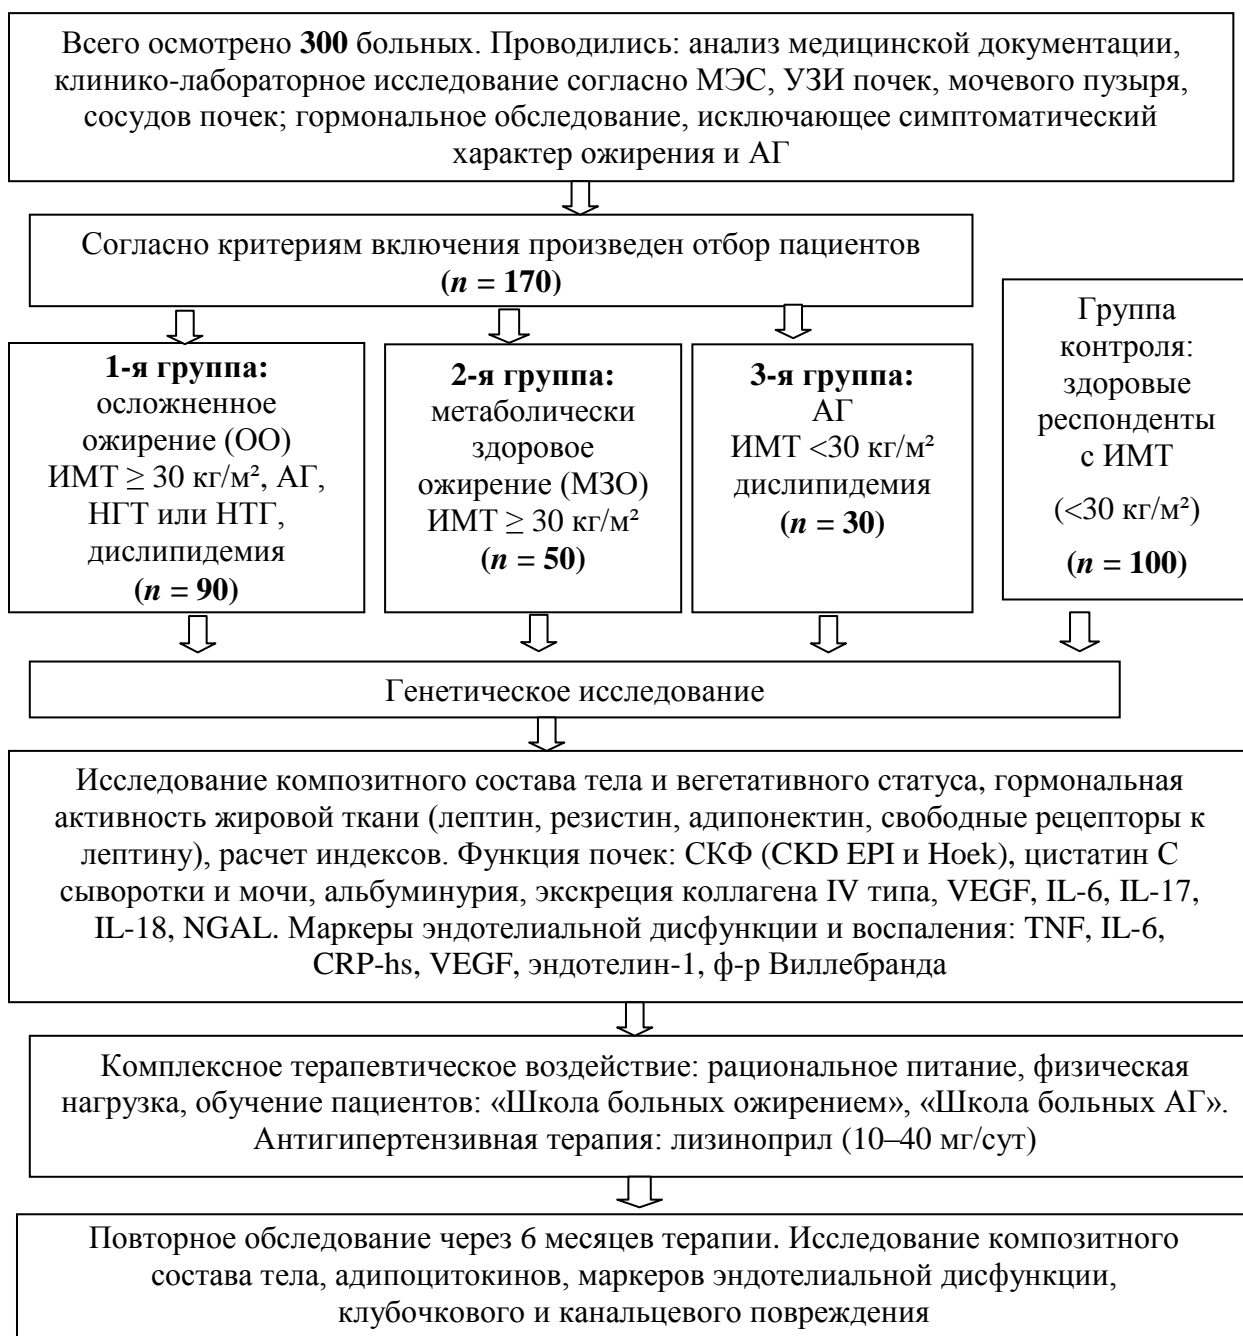 Всего осмотрено 300 больных. Проводились: анализ медицинской документации,
клинико-лабораторное исследование согласно МЭС, УЗИ почек, мочевого пузыря,
сосудов почек; гормональное обследование, исключающее симптоматический
характер ожирения и АГ
Согласно критериям включения произведен отбор пациентов
(n = 170)
1-я группа:
осложненное
ожирение (ОО)
ИМТ ≥ 30 кг/м², АГ,
НГТ или НТГ,
дислипидемия
(n = 90)
2-я группа:
метаболически
здоровое
ожирение (МЗО)
ИМТ ≥ 30 кг/м²
(n = 50)
3-я группа:
АГ
ИМТ <30 кг/м²
дислипидемия
(n = 30)
Группа
контроля:
здоровые
респонденты
с ИМТ
(<30 кг/м²)
(n = 100)
Генетическое исследование
Исследование композитного состава тела и вегетативного статуса, гормональная
активность жировой ткани (лептин, резистин, адипонектин, свободные рецепторы к
лептину), расчет индексов. Функция почек: СКФ (CKD EPI и Hoek), цистатин С
сыворотки и мочи, альбуминурия, экскреция коллагена IV типа, VEGF, IL-6, IL-17,
IL-18, NGAL. Маркеры эндотелиальной дисфункции и воспаления: TNF, IL-6,
CRP-hs, VEGF, эндотелин-1, ф-р Виллебранда
Комплексное терапевтическое воздействие: рациональное питание, физическая
нагрузка, обучение пациентов: «Школа больных ожирением», «Школа больных АГ».
Антигипертензивная терапия: лизиноприл (10–40 мг/сут)
Повторное обследование через 6 месяцев терапии. Исследование композитного
состава тела, адипоцитокинов, маркеров эндотелиальной дисфункции,
клубочкового и канальцевого повреждения